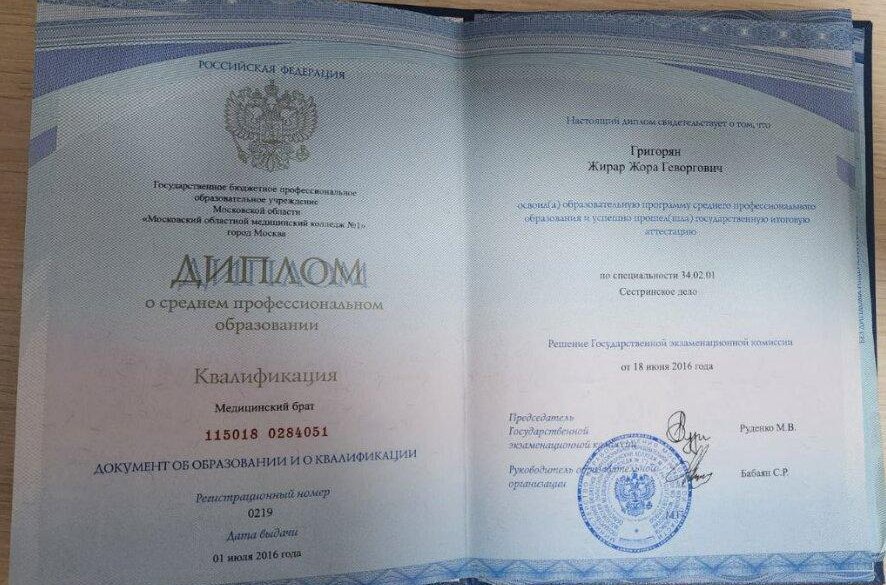 РОССИЙСКАЯ ФЕДЕРАЦИЯ
Государственное бюджетное профессиональное
образовательное учреждение
Московской области
«Московский областной медицинский колледж №1»
город Москва
ДИПЛОМ
о среднем профессиональном
образовании
Квалификация
Медицинский брат
115018 0284051
ДОКУМЕНТ ОБ ОБРАЗОВАНИИ И О КВАЛИФИКАЦИИ
Регистрационный номер
0219
Дата выдачи
01 июля 2016 года
Настоящий диплом свидетельствует о том, что
Григорян
Жирар Жора Геворгович
освоил(а) образовательную программу среднего профессионального
образования и успешно прошел(шла) государственную итоговую
аттестацию
по специальности 34.02.01
Сестринское дело
Решение Государственной экзаменационной комиссии
от 18 июня 2016 года
Председатель
Государственной
экзаменационной комиссии
Руденко М.В.
Руководитель образовательной
организации
Бабаян С.Р.